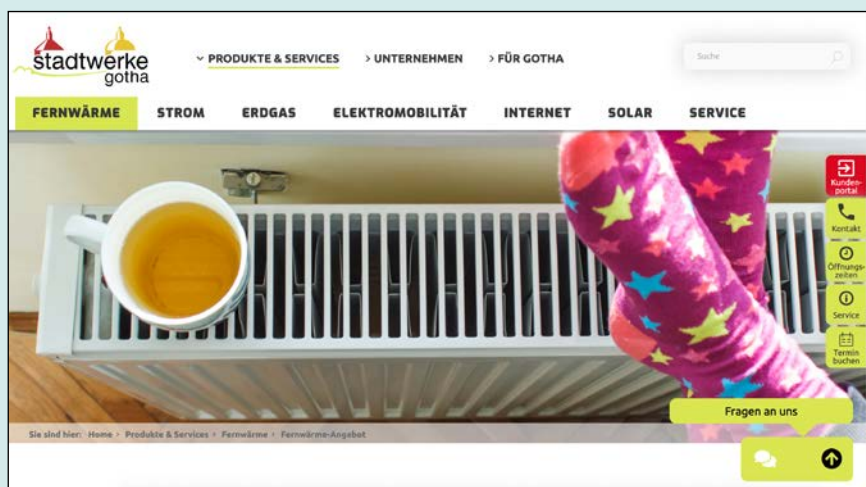 stadtwerke
gotha
PRODUKTE & SERVICES
UNTERNEHMEN
FÜR GOTHA
Suche
FERNWÄRME STROM ERDGAS ELEKTROMOBILITÄT INTERNET SOLAR SERVICE
Kunden-
portal
Kontakt
Öffnungs-
zeiten
Service
Termin
buchen
Fragen an uns
Sie sind hier: Home > Produkte & Services > Fernwärme > Fernwärme-Angebot